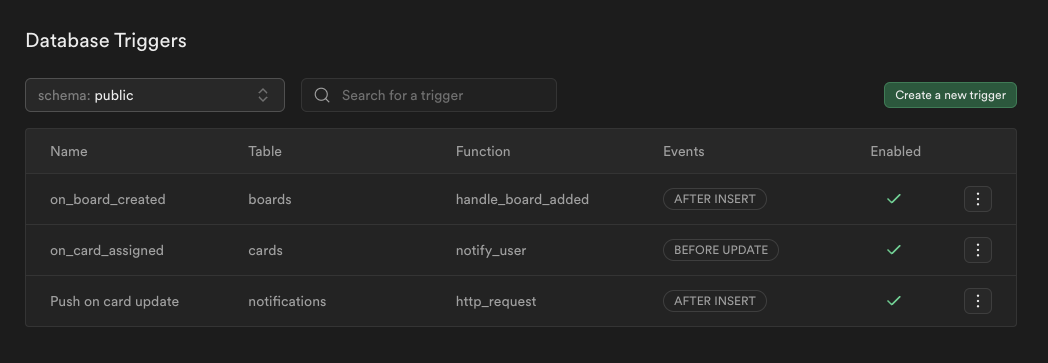 Database Triggers
schema: public
Search for a trigger
Create a new trigger
Name Table Function Events Enabled
on_board_created boards handle_board_added AFTER INSERT
on_card_assigned cards notify_user BEFORE UPDATE
Push on card update notifications http_request AFTER INSERT